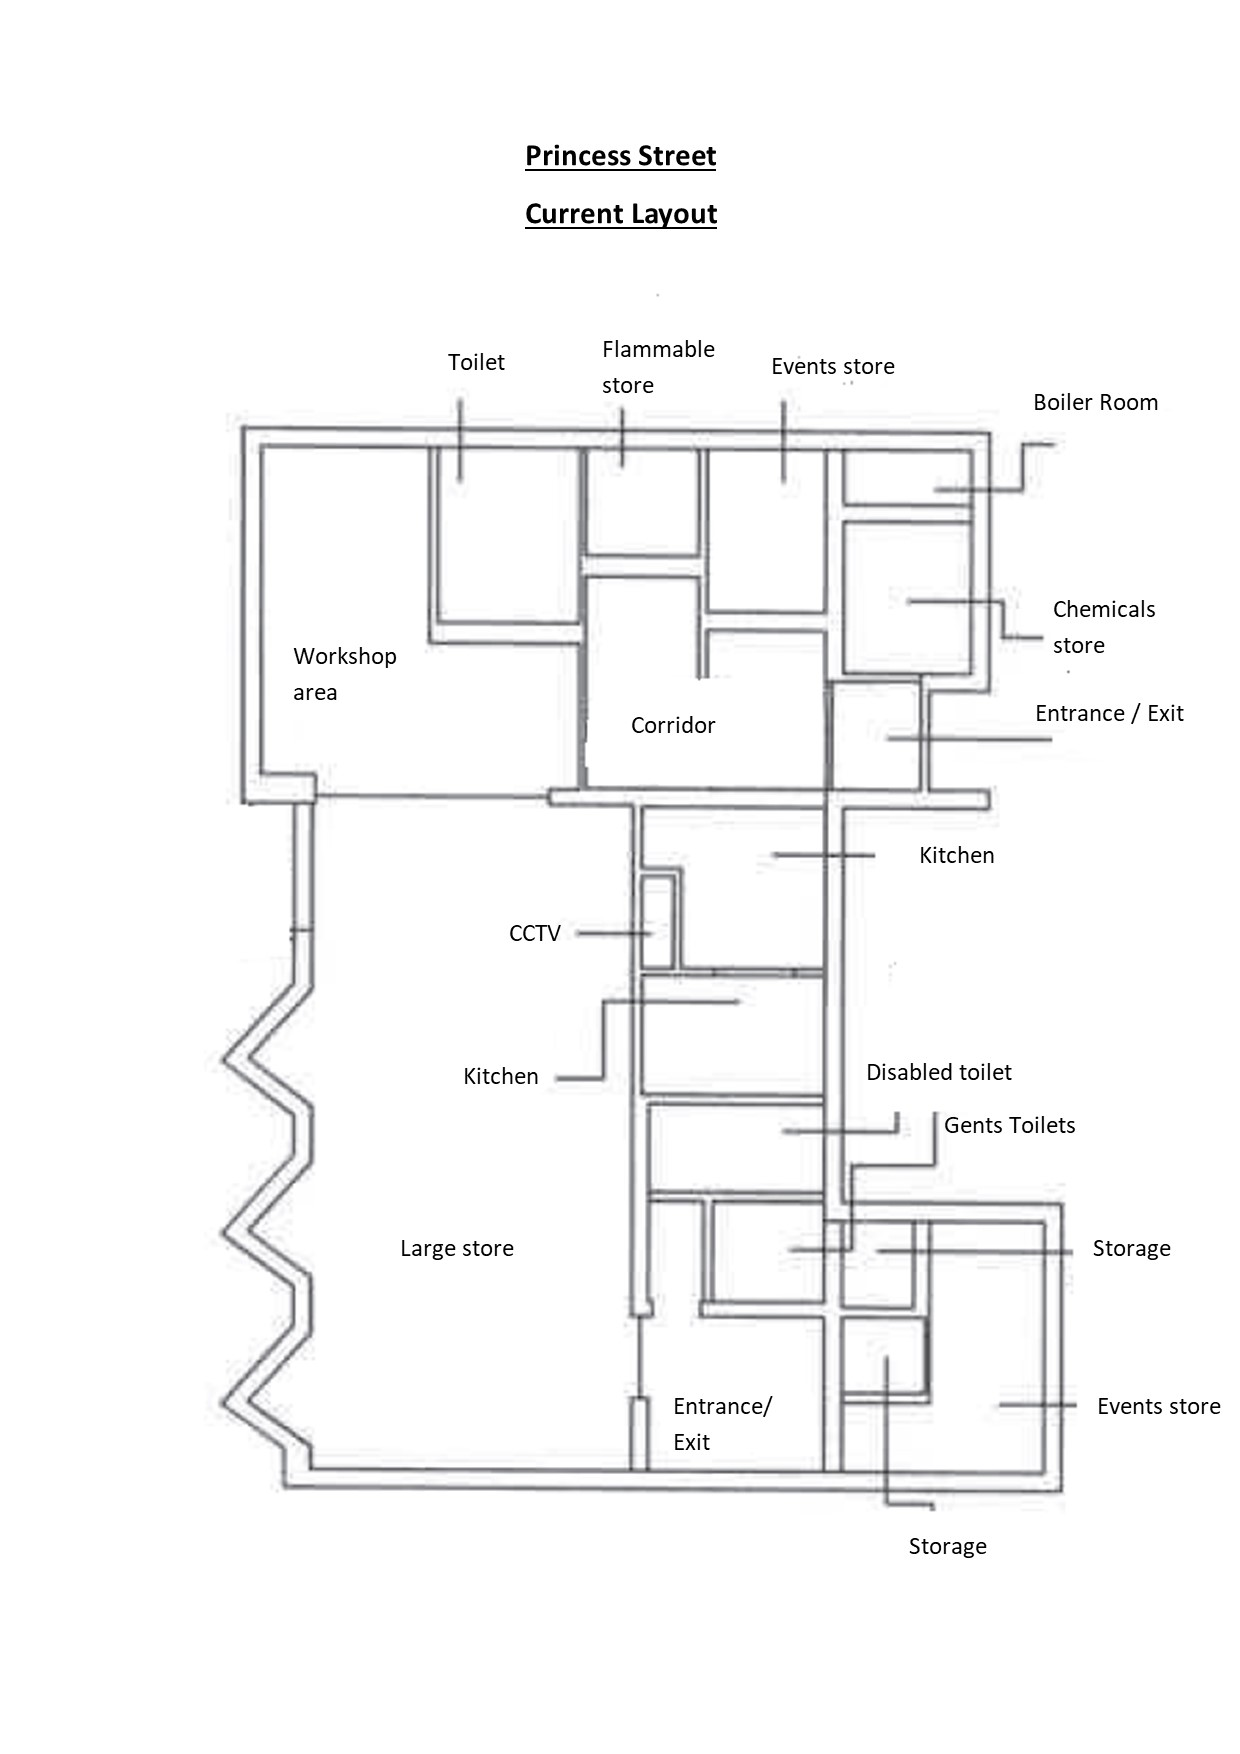 Princess Street
Current Layout
Toilet
Flammable
store
Events store
Boiler Room
Chemicals
store
Workshop
area
Entrance / Exit
Corridor
Kitchen
CCTV
Kitchen
Disabled toilet
Gents Toilets
Large store
Storage
Entrance/
Exit
Events store
Storage